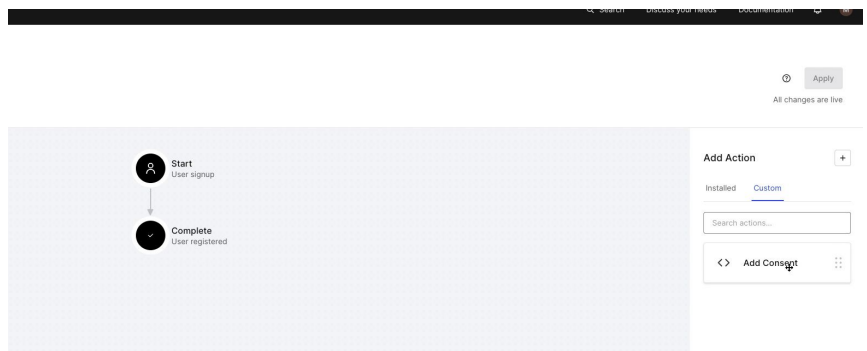 Search Discuss your needs Documentation M
Apply
All changes are live
Start
User signup
Complete
User registered
Add Action
Installed Custom
Search actions...
Add Consent